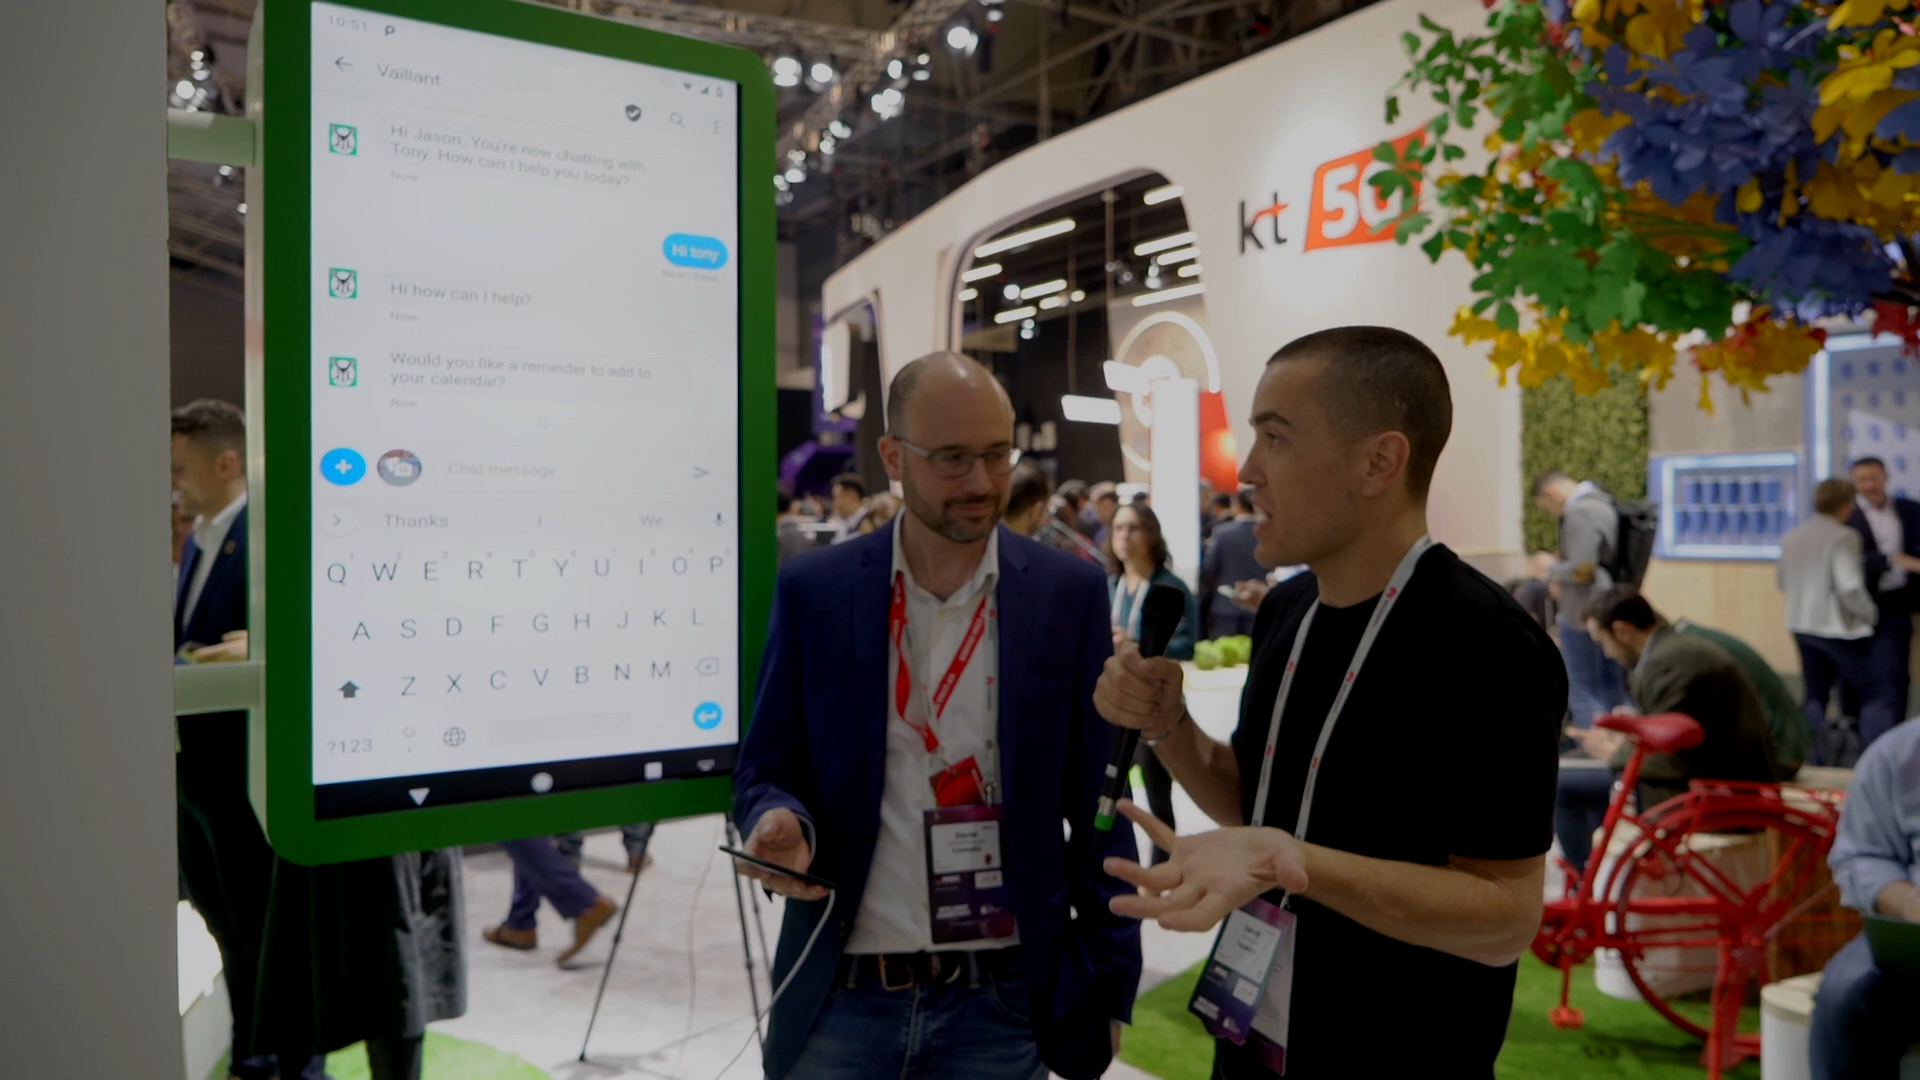 10:51
Vaillant
Hi Jason. You're now chatting with
Tony. How can I help you today?
Now
Hi tony
Hi how can I help?
Now
Would you like a reminder to add to
your calendar?
Now
Chat message
Thanks
I
We
Q W E R T Y U I O P
A S D F G H J K L
Z X C V B N M
?123
kt 5G